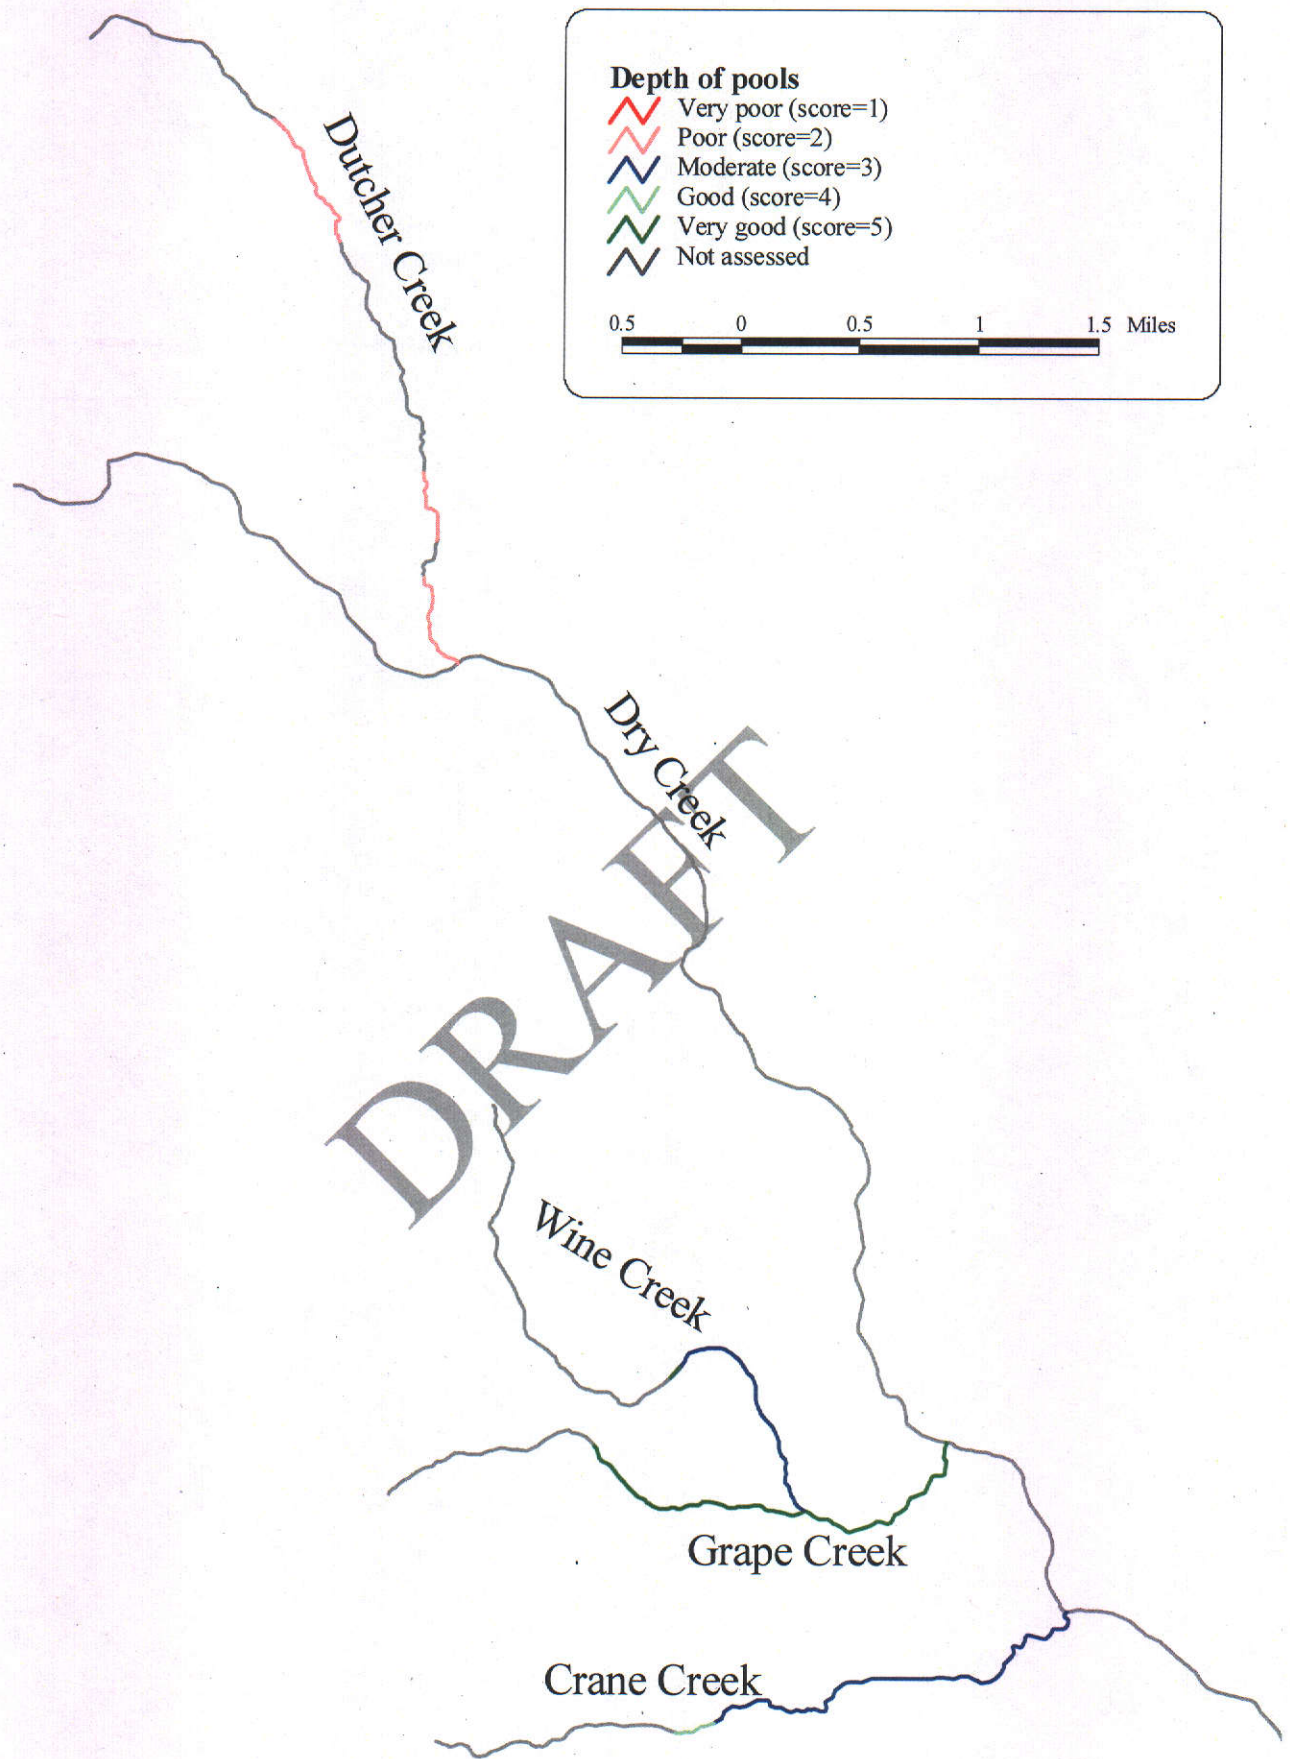 Depth of pools
Very poor (score=1)
Poor (score=2)
Moderate (score=3)
Good (score=4)
Very good (score=5)
Not assessed
0.5 0 0.5 1 1.5 Miles
Dutcher Creek
Dry Creek
DRAFT
Wine Creek
Grape Creek
Crane Creek